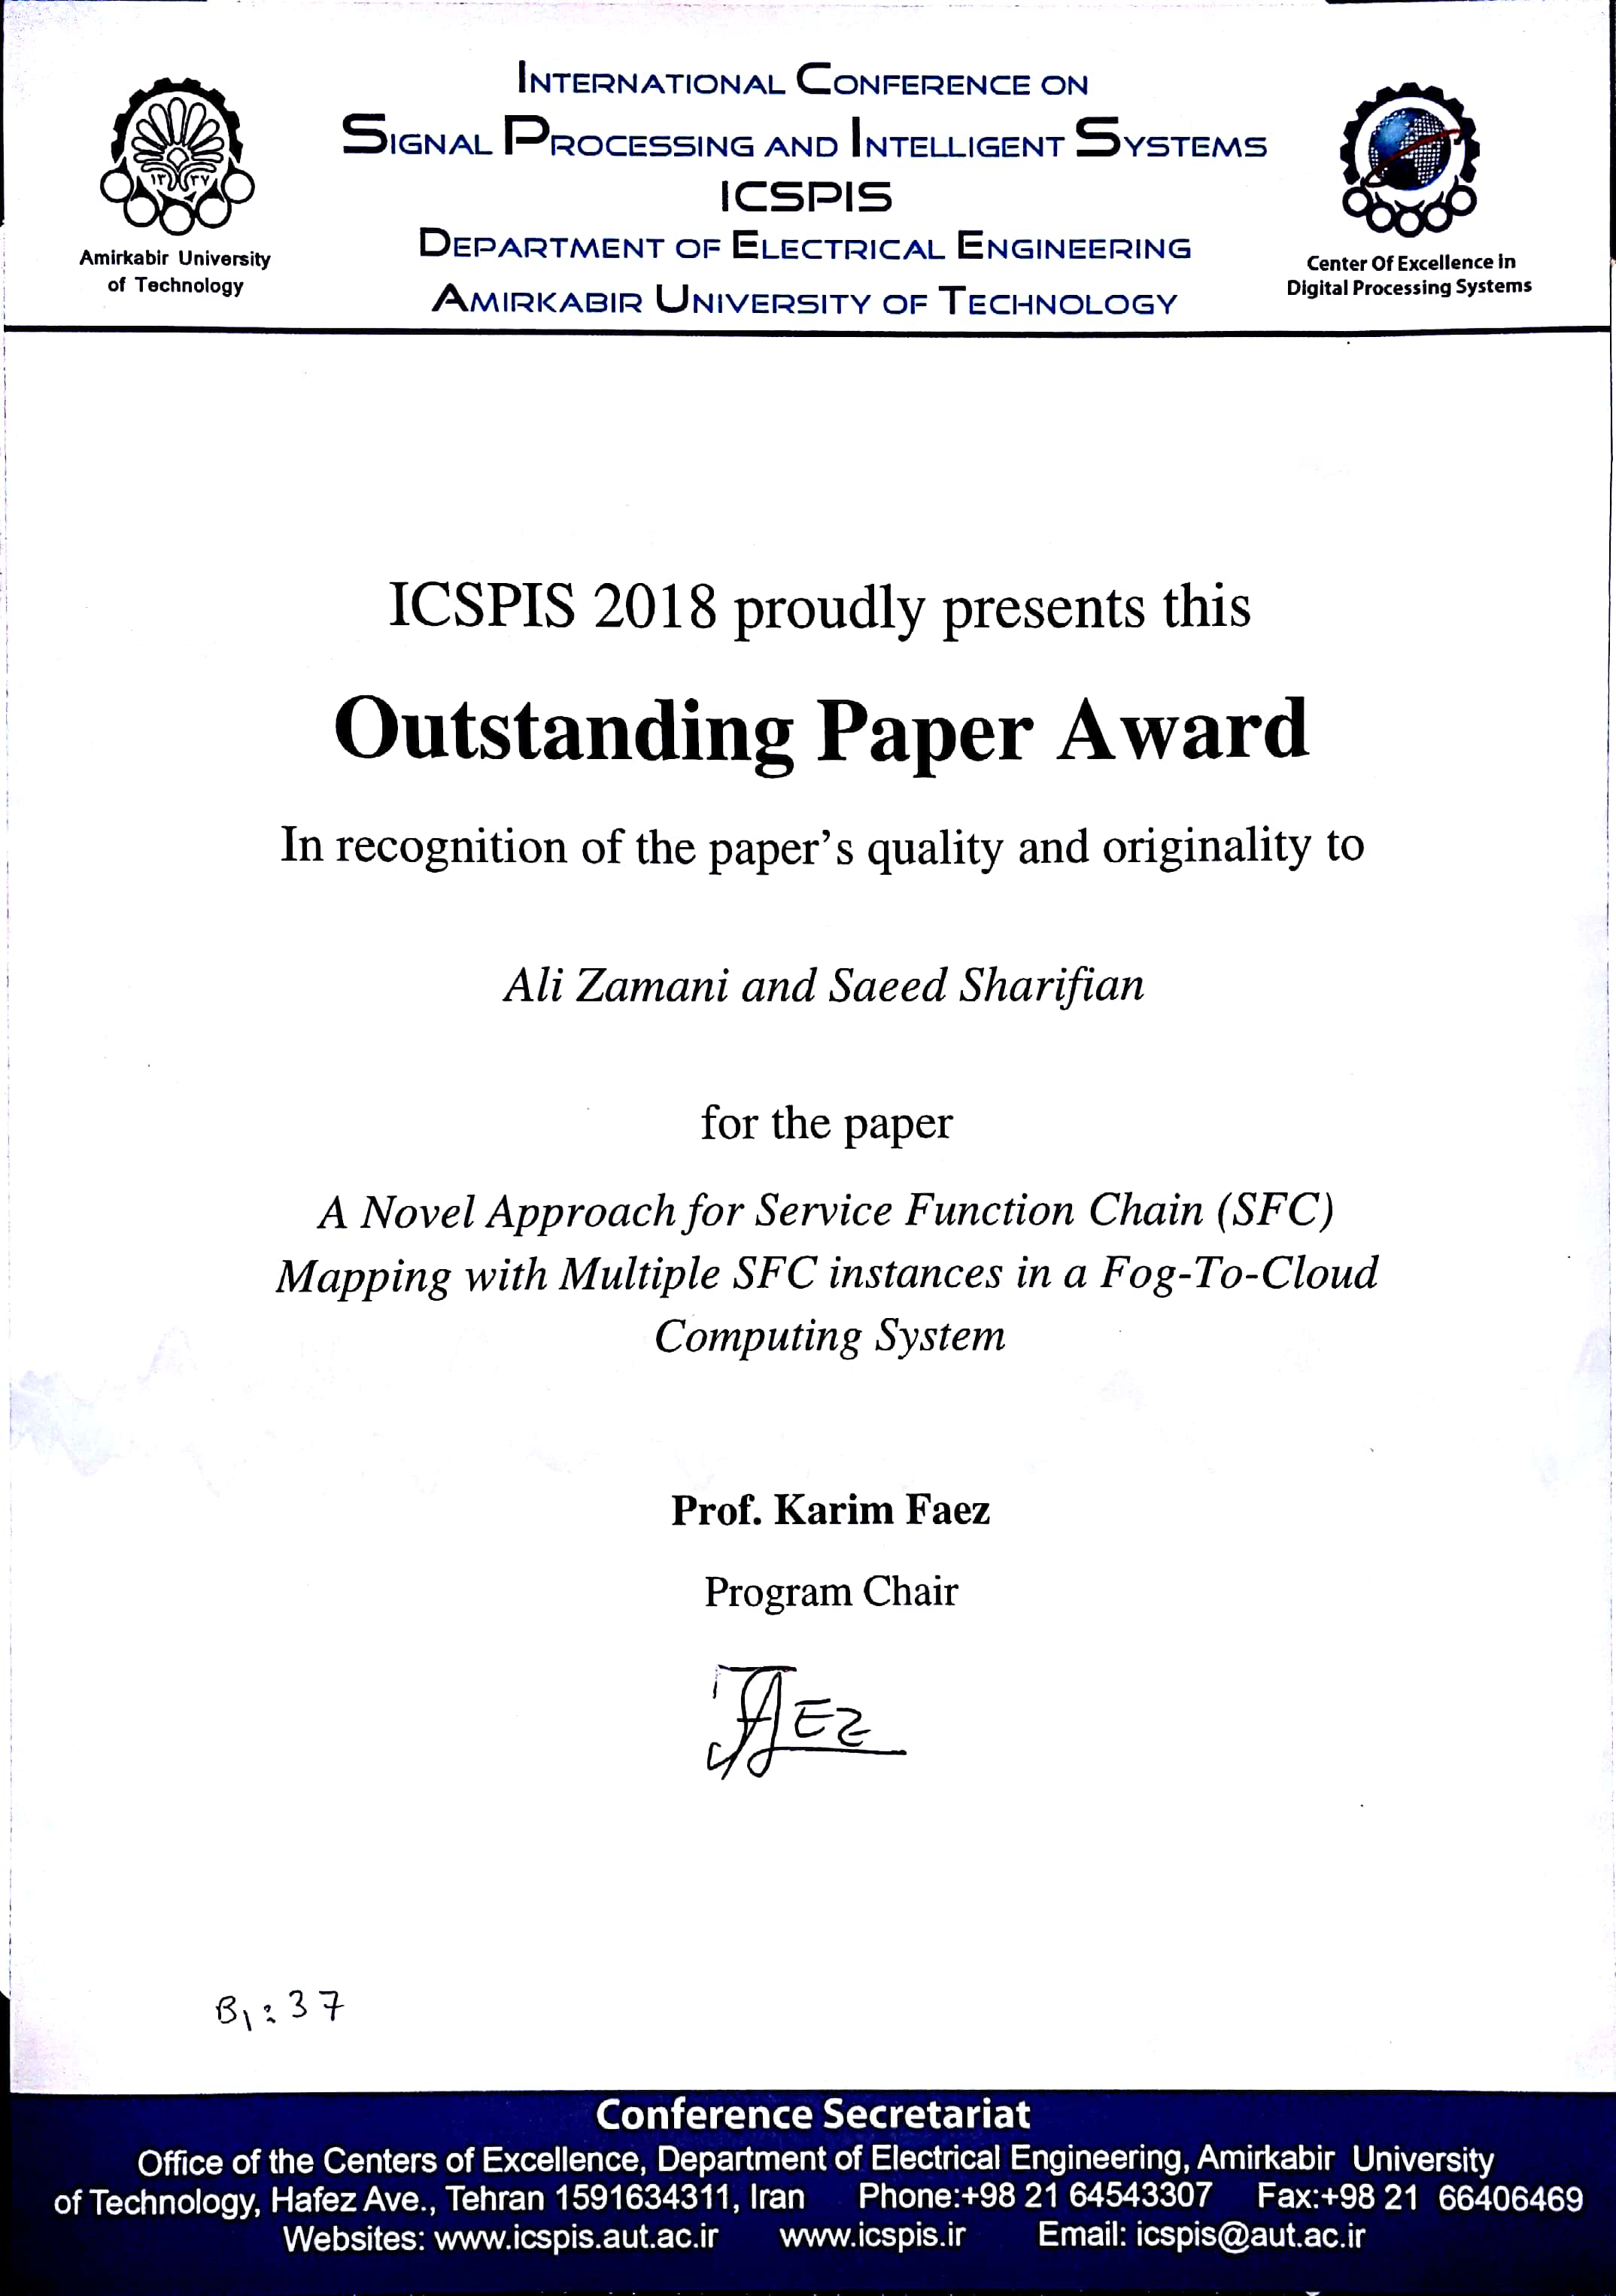 INTERNATIONAL CONFERENCE ON
SIGNAL PROCESSING AND INTELLIGENT SYSTEMS
ICSPIS
DEPARTMENT OF ELECTRICAL ENGINEERING
AMIRKABIR UNIVERSITY OF TECHNOLOGY
۱۳۳۷
Amirkabir University
of Technology
Center Of Excellence in
Digital Processing Systems
ICSPIS 2018 proudly presents this
Outstanding Paper Award
In recognition of the paper's quality and originality to
Ali Zamani and Saeed Sharifian
for the paper
A Novel Approach for Service Function Chain (SFC)
Mapping with Multiple SFC instances in a Fog-To-Cloud
Computing System
Prof. Karim Faez
Program Chair
FAEZ
B1: 37
Conference Secretariat
Office of the Centers of Excellence, Department of Electrical Engineering, Amirkabir University
of Technology, Hafez Ave., Tehran 1591634311, Iran Phone:+98 21 64543307 Fax:+98 21 66406469
Websites: www.icspis.aut.ac.ir www.icspis.ir Email: icspis@aut.ac.ir